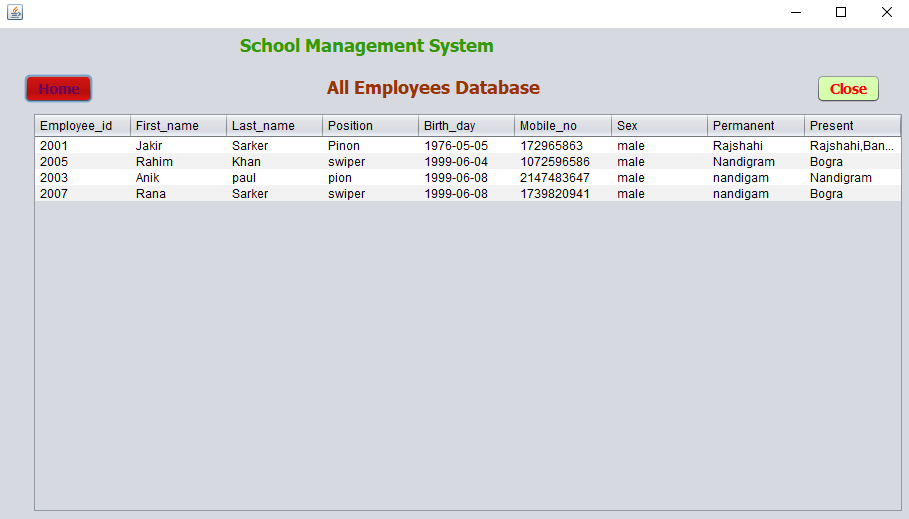 School Management System
Home All Employees Database Close
Employee_id First_name Last_name Position Birth_day Mobile_no Sex Permanent Present
2001 Jakir Sarker Pinon 1976-05-05 172965863 male Rajshahi Rajshahi,Ban...
2005 Rahim Khan swiper 1999-06-04 1072596586 male Nandigram Bogra
2003 Anik paul pion 1999-06-08 2147483647 male nandigam Nandigram
2007 Rana Sarker swiper 1999-06-08 1739820941 male nandigam Bogra